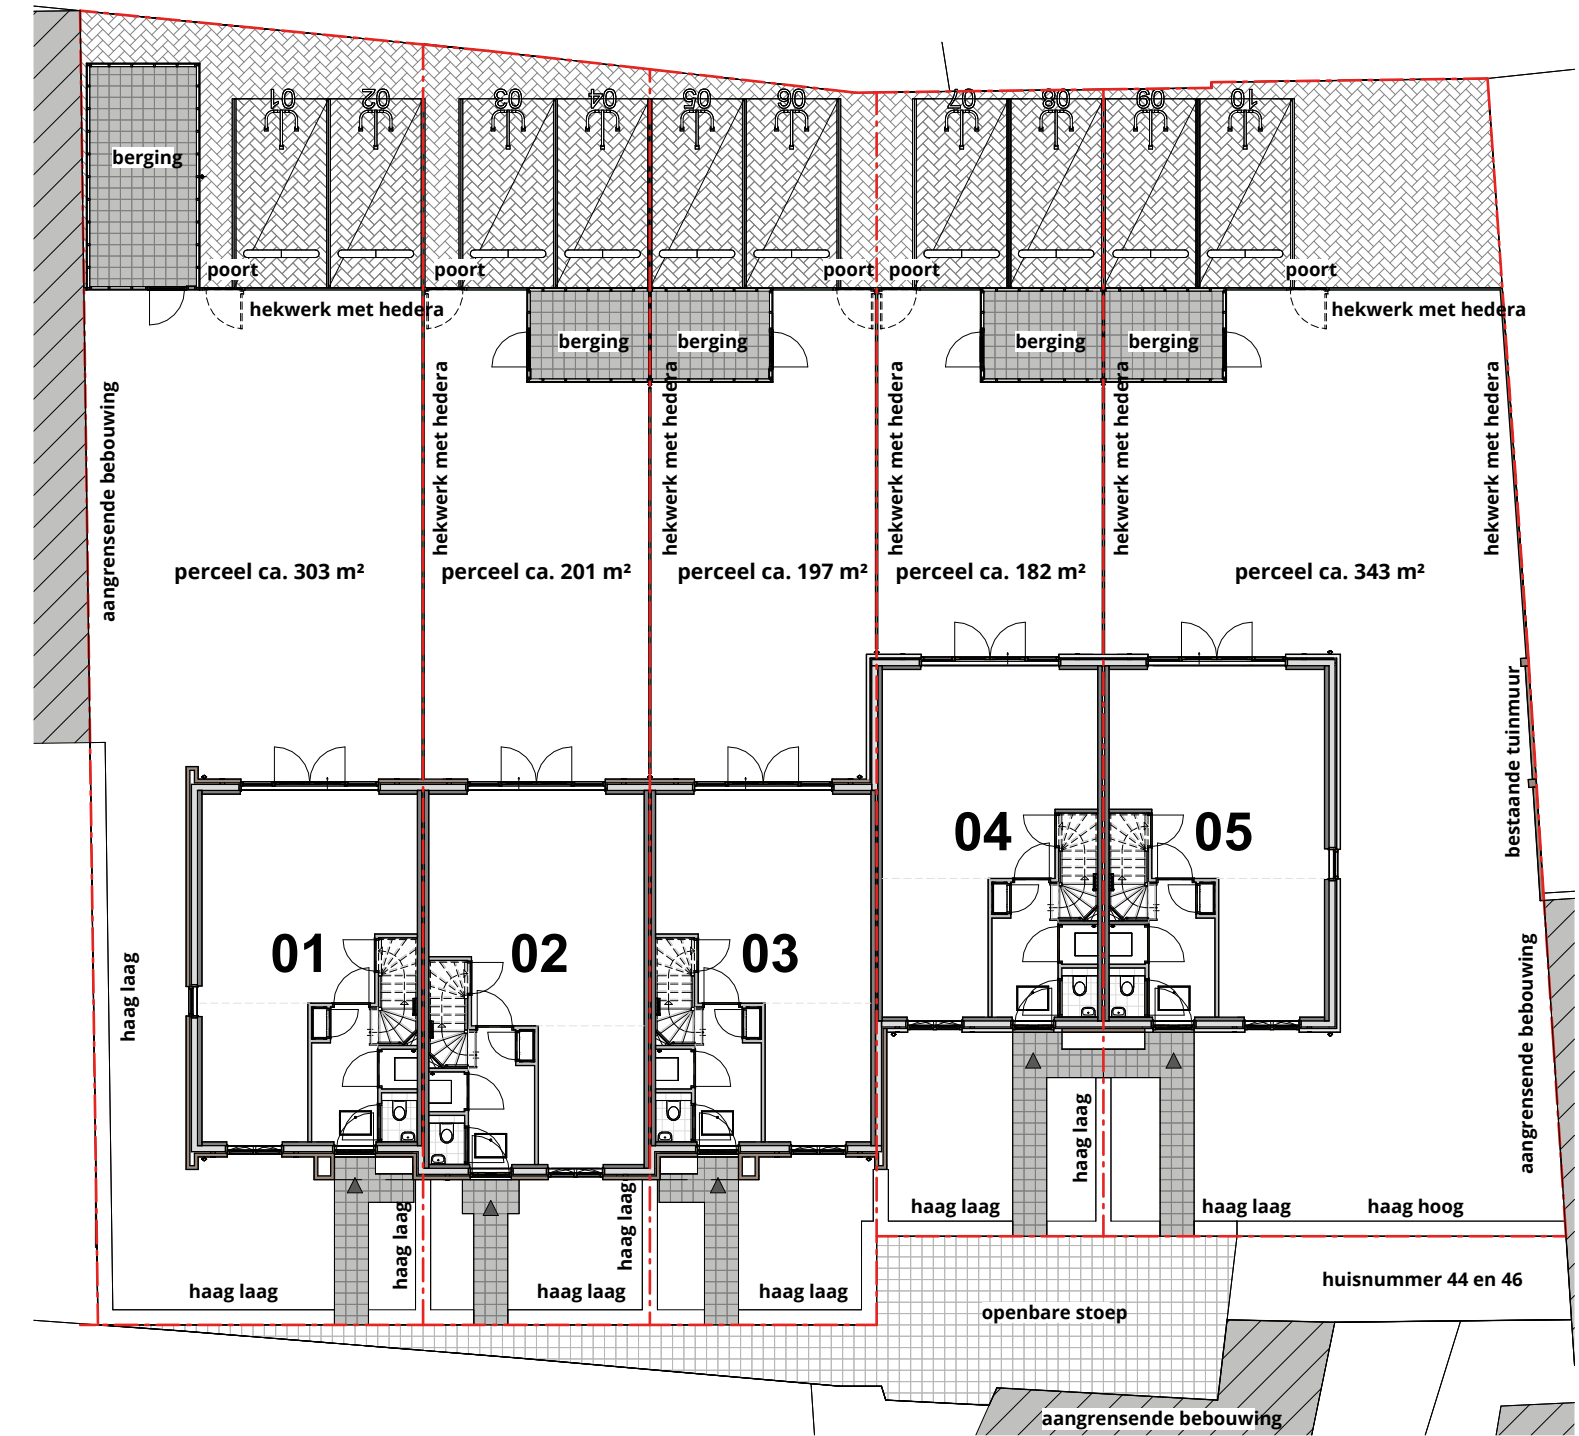 01 02 03 04 05 06 07 08 09 10
berging
poort poort poort poort poort
hekwerk met hedera hekwerk met hedera
berging berging berging berging
aangrensende bebouwing
hekwerk met hedera
hekwerk met hedera
hekwerk met hedera
hekwerk met hedera
hekwerk met hedera
perceel ca. 303 m² perceel ca. 201 m² perceel ca. 197 m² perceel ca. 182 m² perceel ca. 343 m²
bestaande tuinmuur
04 05
01 02 03
haag laag
aangrensende bebouwing
haag laag
haag laag haag laag haag hoog
haag laag
haag laag
haag laag haag laag haag laag
huisnummer 44 en 46
openbare stoep
aangrensende bebouwing